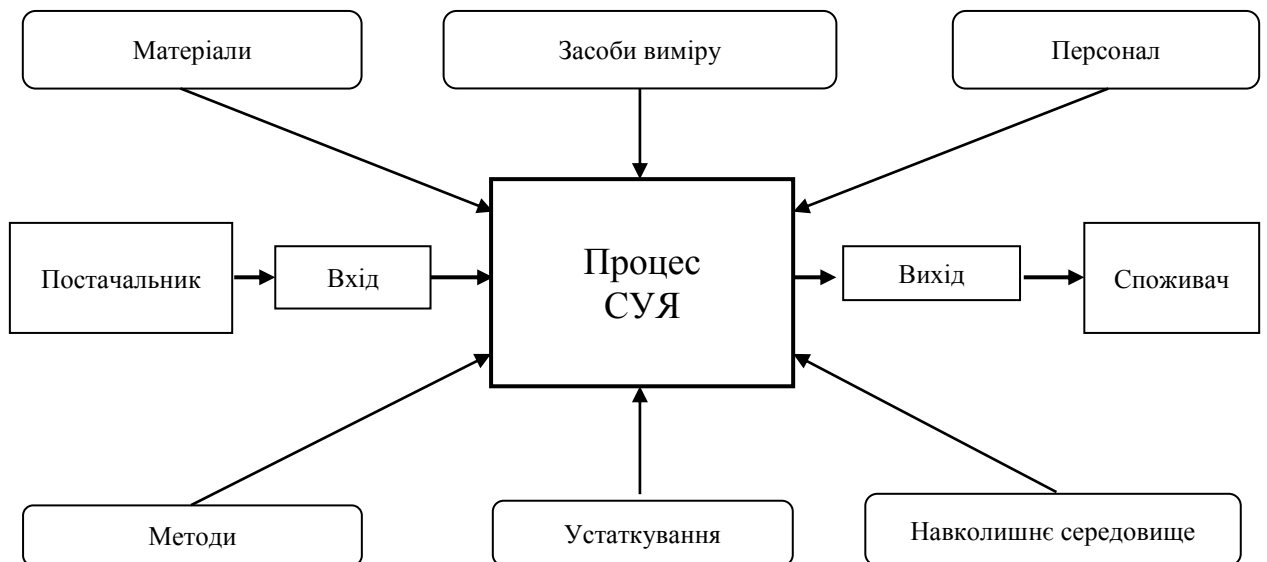 Матеріали
Засоби виміру
Персонал
Постачальник
Вхід
Процес
СУЯ
Вихід
Споживач
Методи
Устаткування
Навколишнє середовище